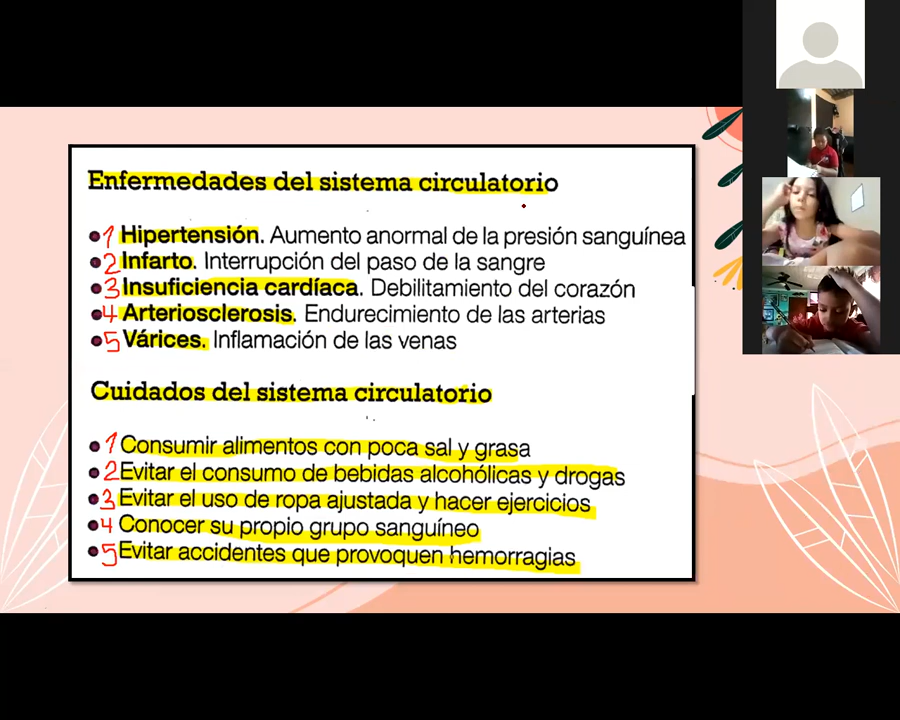 Enfermedades del sistema circulatorio
1 Hipertensión. Aumento anormal de la presión sanguínea
2 Infarto. Interrupción del paso de la sangre
3 Insuficiencia cardíaca. Debilitamiento del corazón
4 Arteriosclerosis. Endurecimiento de las arterias
5 Várices. Inflamación de las venas
Cuidados del sistema circulatorio
1 Consumir alimentos con poca sal y grasa
2 Evitar el consumo de bebidas alcohólicas y drogas
3 Evitar el uso de ropa ajustada y hacer ejercicios
4 Conocer su propio grupo sanguíneo
5 Evitar accidentes que provoquen hemorragias